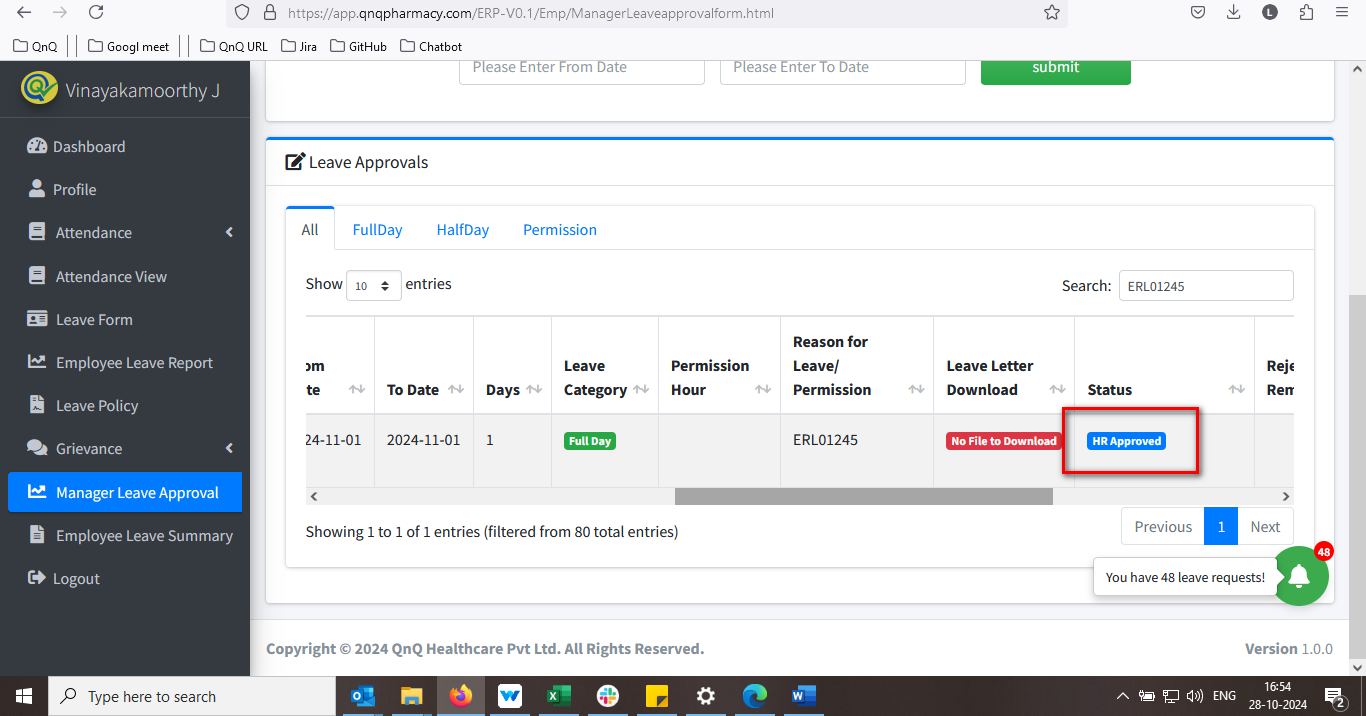 https://app.qnqpharmacy.com/ERP-V0.1/Emp/ManagerLeaveapprovalform.html
L
QnQ
Googl meet
QnQ URL
Jira
GitHub
Chatbot
Vinayakamoorthy J
Dashboard
Profile
Attendance
Attendance View
Leave Form
Employee Leave Report
Leave Policy
Grievance
Manager Leave Approval
Employee Leave Summary
Logout
Please Enter From Date
Please Enter To Date
submit
Leave Approvals
All FullDay HalfDay Permission
Show 10 entries
Search: ERL01245
om
te
To Date
Days
Leave
Category
Permission
Hour
Reason for
Leave/
Permission
Leave Letter
Download
Status
Reje
Rem
24-11-01 2024-11-01 1 Full Day ERL01245 No File to Download HR Approved
Showing 1 to 1 of 1 entries (filtered from 80 total entries)
Previous 1 Next
48
You have 48 leave requests!
Copyright © 2024 QnQ Healthcare Pvt Ltd. All Rights Reserved.
Version 1.0.0
Type here to search
ENG
16:54
28-10-2024
2